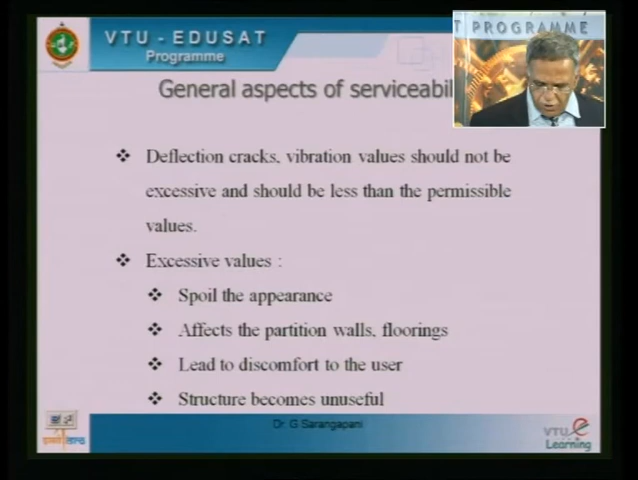 VTU - EDUSAT
Programme
T PROGRAMME
General aspects of serviceabil
Deflection cracks, vibration values should not be
excessive and should be less than the permissible
values.
Excessive values :
Spoil the appearance
Affects the partition walls, floorings
Lead to discomfort to the user
Structure becomes unuseful
Dr. G Sarangapani
VTU e
Learning